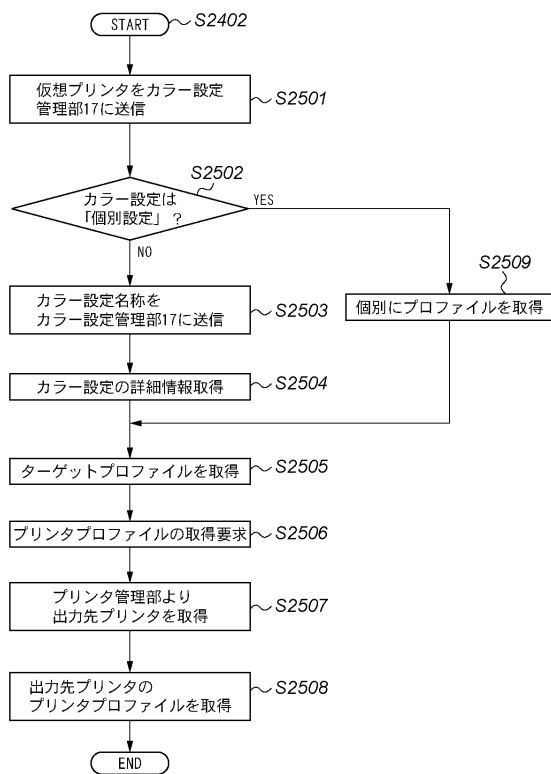 START
S2402
仮想プリンタをカラー設定
管理部17に送信
S2501
S2502
カラー設定は
「個別設定」?
YES
NO
S2509
個別にプロファイルを取得
カラー設定名称を
カラー設定管理部17に送信
S2503
カラー設定の詳細情報取得
S2504
ターゲットプロファイルを取得
S2505
プリンタプロファイルの取得要求
S2506
プリンタ管理部より
出力先プリンタを取得
S2507
出力先プリンタの
プリンタプロファイルを取得
S2508
END